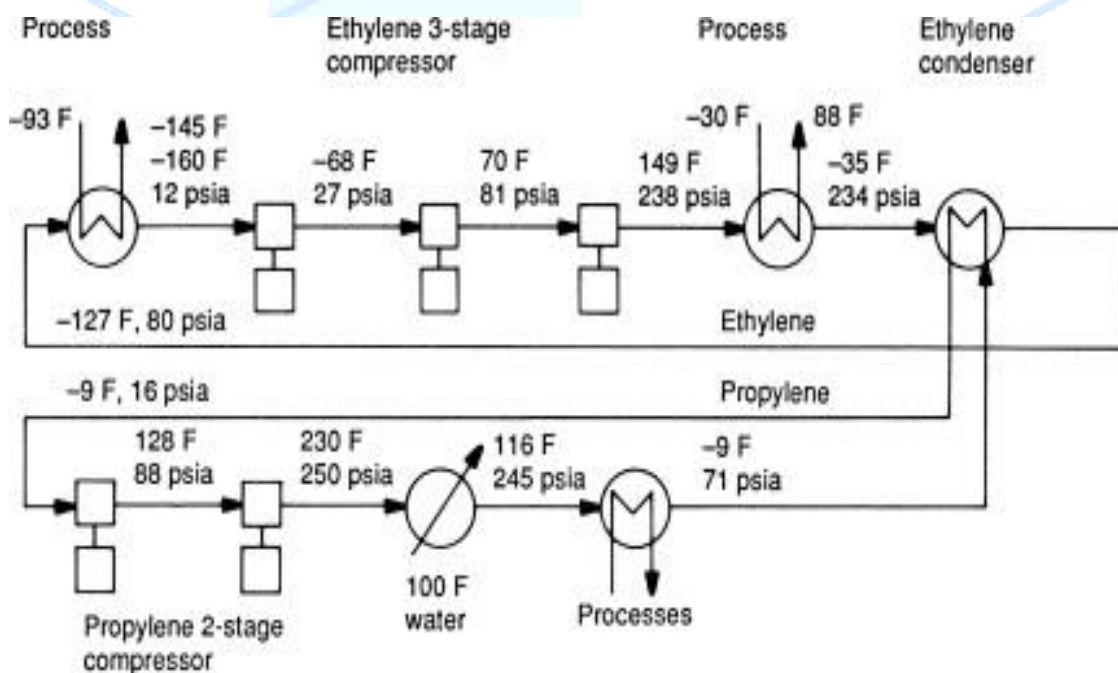 Process
Ethylene 3-stage
compressor
Process
Ethylene
condenser
–93 F
–145 F
–160 F
12 psia
–68 F
27 psia
70 F
81 psia
149 F
238 psia
–30 F
88 F
–35 F
234 psia
–127 F, 80 psia
Ethylene
–9 F, 16 psia
Propylene
128 F
88 psia
230 F
250 psia
116 F
245 psia
–9 F
71 psia
100 F
water
Processes
Propylene 2-stage
compressor